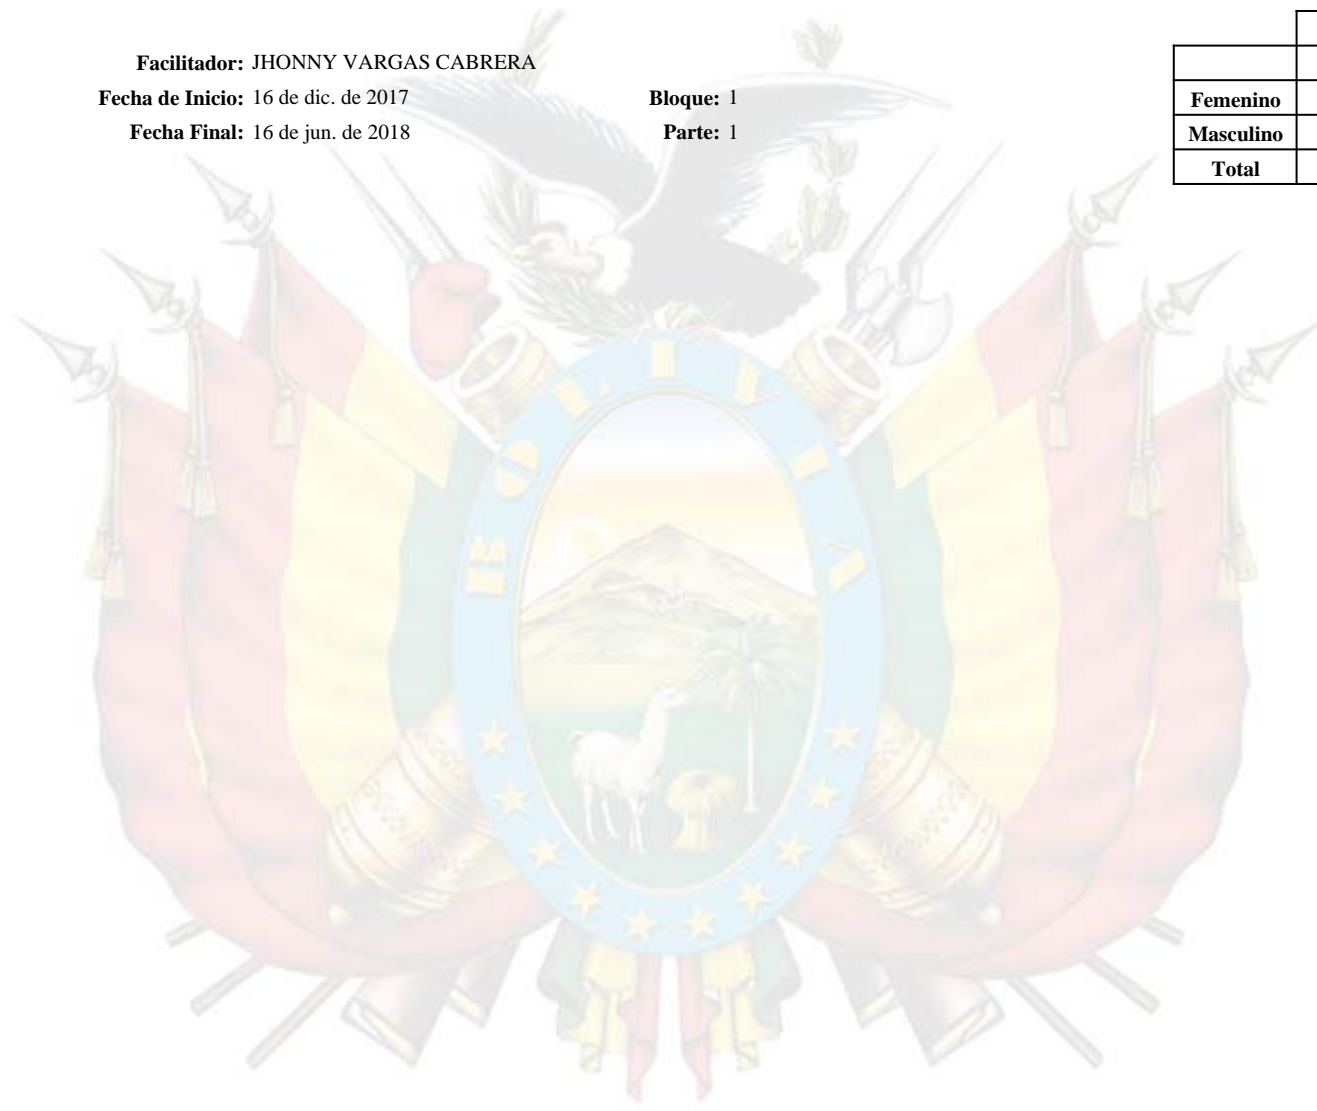 Facilitador: JHONNY VARGAS CABRERA
Fecha de Inicio: 16 de dic. de 2017 Bloque: 1
Fecha Final: 16 de jun. de 2018 Parte: 1
Femenino
Masculino
Total
BOLIVIA